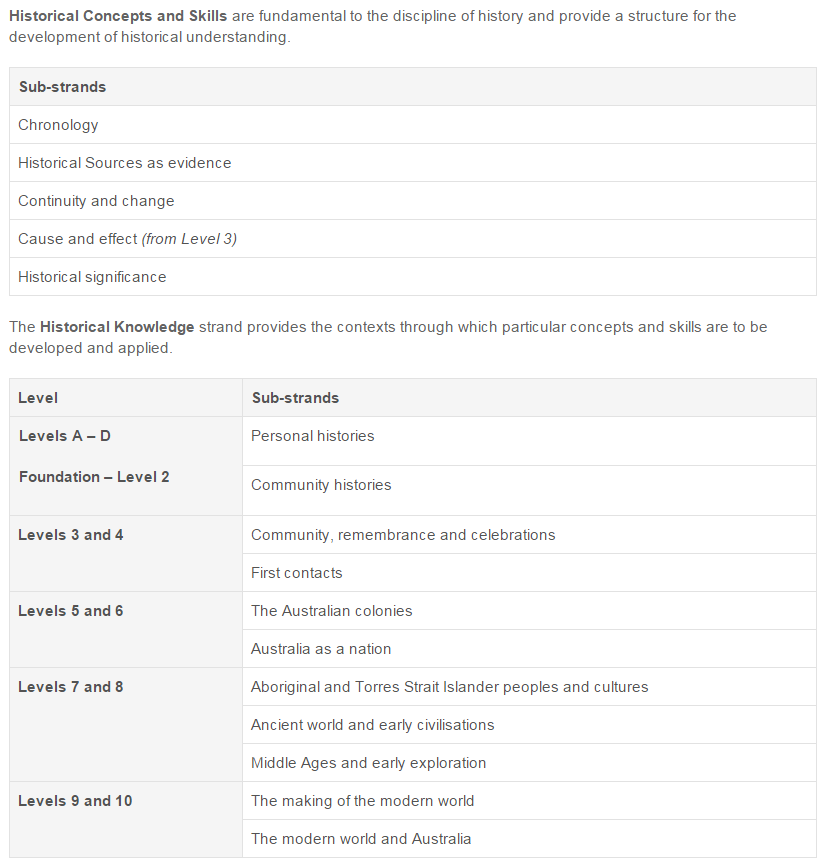 Historical Concepts and Skills are fundamental to the discipline of history and provide a structure for the
development of historical understanding.
Sub-strands
Chronology
Historical Sources as evidence
Continuity and change
Cause and effect (from Level 3)
Historical significance
The Historical Knowledge strand provides the contexts through which particular concepts and skills are to be
developed and applied.
Level Sub-strands
Levels A – D Personal histories
Foundation – Level 2
Community histories
Levels 3 and 4 Community, remembrance and celebrations
First contacts
Levels 5 and 6 The Australian colonies
Australia as a nation
Levels 7 and 8 Aboriginal and Torres Strait Islander peoples and cultures
Ancient world and early civilisations
Middle Ages and early exploration
Levels 9 and 10 The making of the modern world
The modern world and Australia